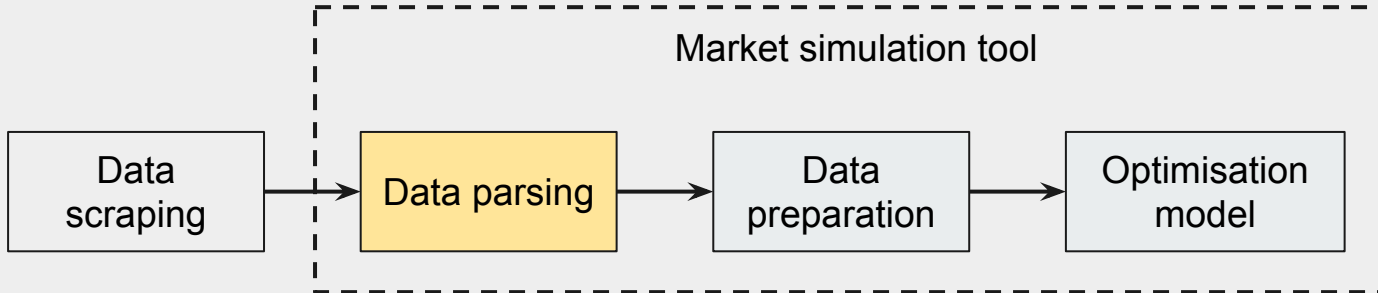 Market simulation tool
Data
scraping
Data parsing
Data
preparation
Optimisation
model